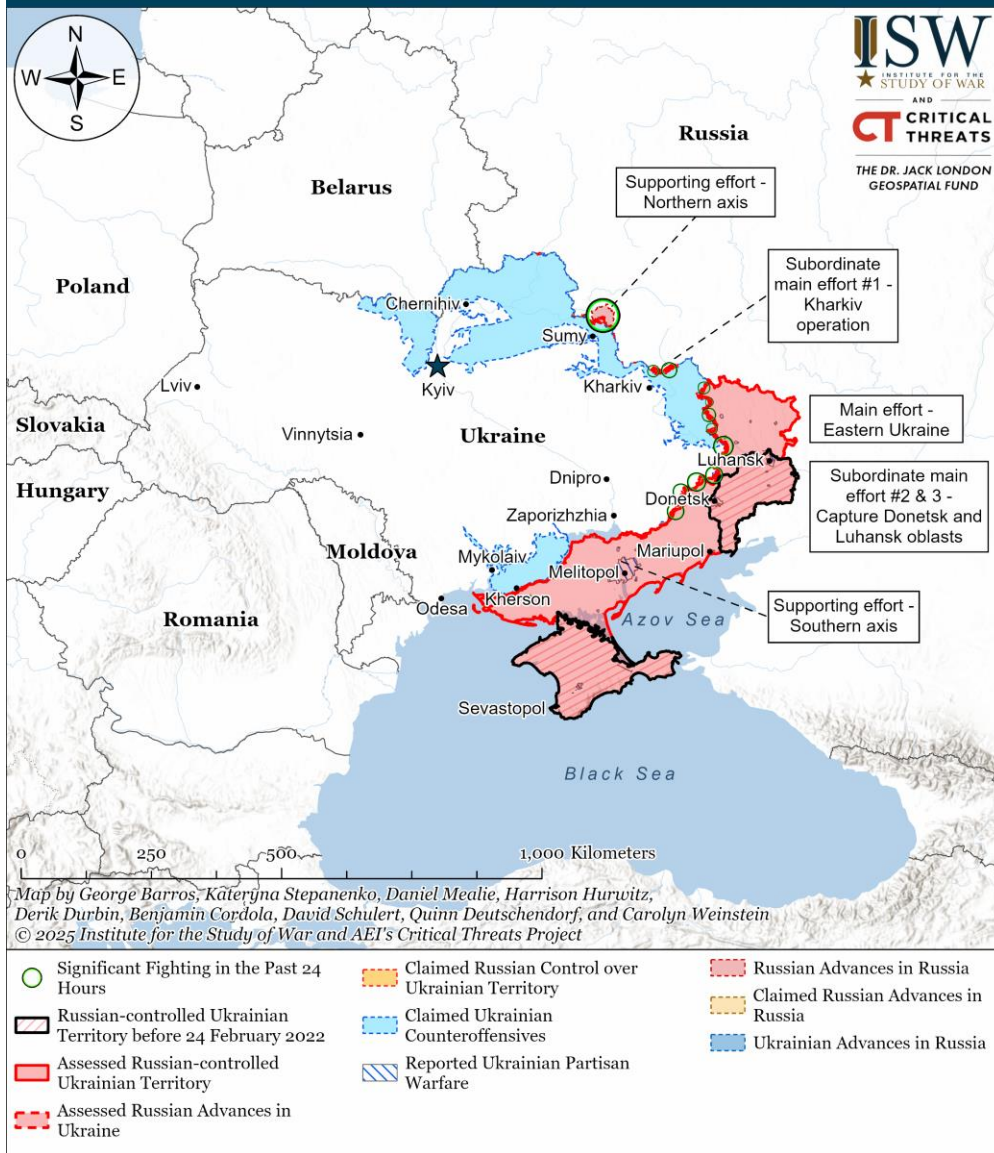 N
W
E
S
ISW
INSTITUTE FOR THE
STUDY OF WAR
AND
CT CRITICAL
THREATS
THE DR. JACK LONDON
GEOSPATIAL FUND
Russia
Supporting effort -
Northern axis
Belarus
Subordinate
main effort #1 -
Kharkiv
operation
Poland
Chernihiv
Sumy
Kyiv
Lviv
Kharkiv
Slovakia
Vinnytsia
Ukraine
Main effort -
Eastern Ukraine
Luhansk
Hungary
Dnipro
Donetsk
Subordinate main
effort #2 & 3 -
Capture Donetsk and
Luhansk oblasts
Zaporizhzhia
Moldova
Mykolaiv
Mariupol
Melitopol
Kherson
Odesa
Romania
Azov Sea
Supporting effort -
Southern axis
Sevastopol
Black Sea
0 250 500 1,000 Kilometers
Map by George Barros, Kateryna Stepanenko, Daniel Mealie, Harrison Hurwitz,
Derik Durbin, Benjamin Cordola, David Schulert, Quinn Deutschendorf, and Carolyn Weinstein
© 2025 Institute for the Study of War and AEI's Critical Threats Project
Significant Fighting in the Past 24
Hours
Russian-controlled Ukrainian
Territory before 24 February 2022
Assessed Russian-controlled
Ukrainian Territory
Assessed Russian Advances in
Ukraine
Claimed Russian Control over
Ukrainian Territory
Claimed Ukrainian
Counteroffensives
Reported Ukrainian Partisan
Warfare
Russian Advances in Russia
Claimed Russian Advances in
Russia
Ukrainian Advances in Russia